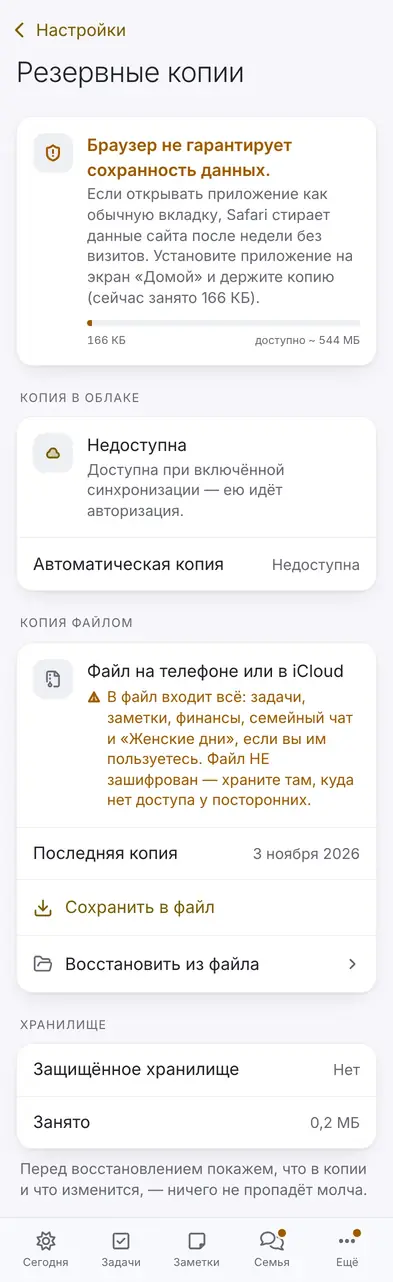 Настройки
Резервные копии
Браузер не гарантирует
сохранность данных.
Если открывать приложение как
обычную вкладку, Safari стирает
данные сайта после недели без
визитов. Установите приложение на
экран «Домой» и держите копию
(сейчас занято 166 КБ).
166 КБ доступно ~ 544 МБ
КОПИЯ В ОБЛАКЕ
Недоступна
Доступна при включённой
синхронизации — ею идёт
авторизация.
Автоматическая копия Недоступна
КОПИЯ ФАЙЛОМ
Файл на телефоне или в iCloud
В файл входит всё: задачи,
заметки, финансы, семейный чат
и «Женские дни», если вы им
пользуетесь. Файл НЕ
зашифрован — храните там, куда
нет доступа у посторонних.
Последняя копия 3 ноября 2026
Сохранить в файл
Восстановить из файла
ХРАНИЛИЩЕ
Защищённое хранилище Нет
Занято 0,2 МБ
Перед восстановлением покажем, что в копии
и что изменится, — ничего не пропадёт молча.
Сегодня Задачи Заметки Семья Ещё